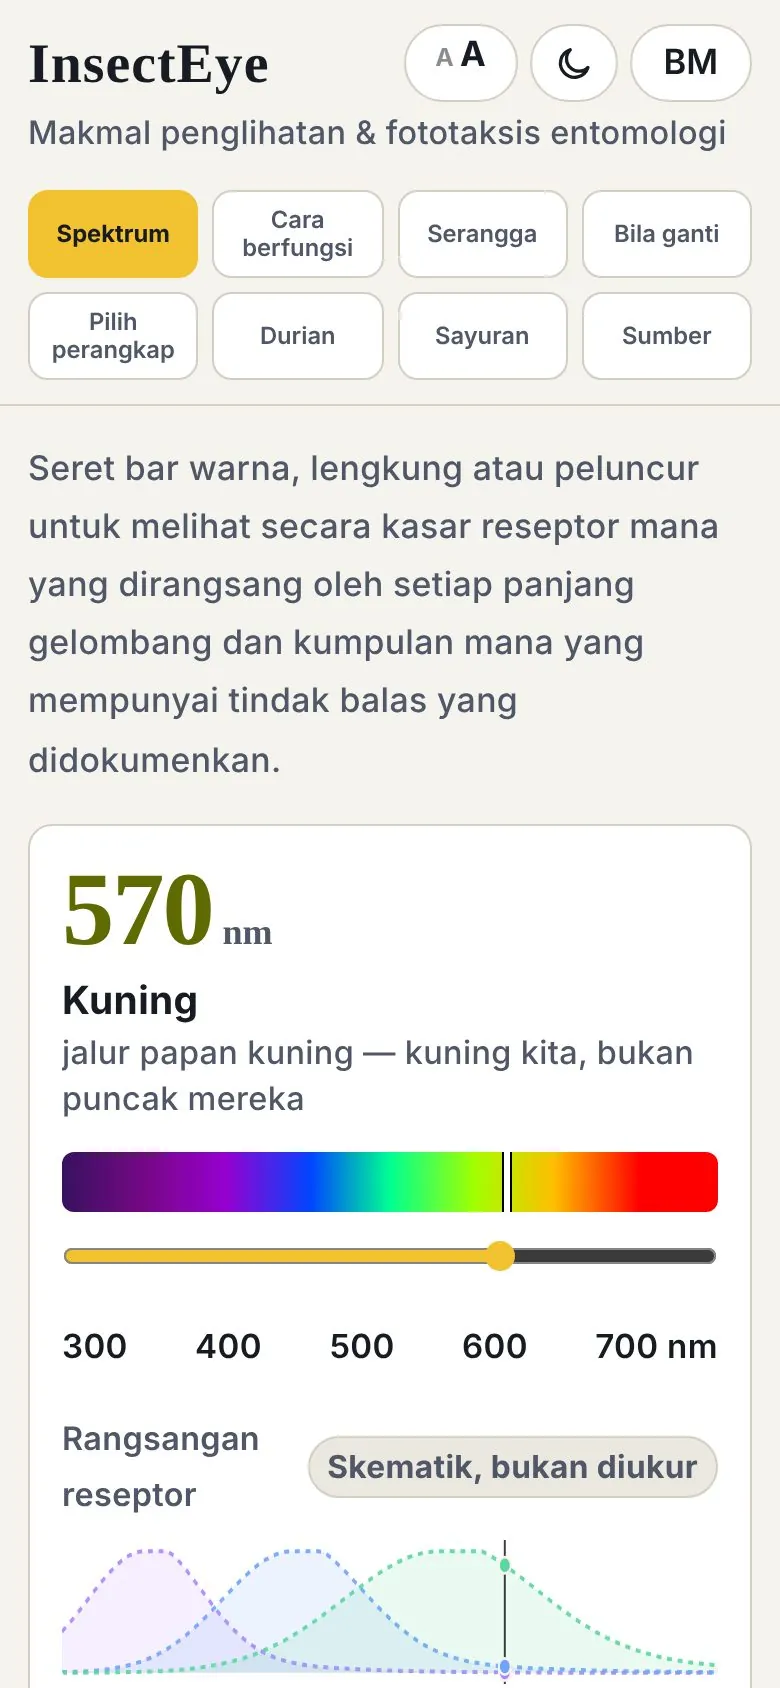 InsectEye
A A
BM
Makmal penglihatan & fototaksis entomologi
Spektrum
Cara
berfungsi
Serangga
Bila ganti
Pilih
perangkap
Durian
Sayuran
Sumber
Seret bar warna, lengkung atau peluncur
untuk melihat secara kasar reseptor mana
yang dirangsang oleh setiap panjang
gelombang dan kumpulan mana yang
mempunyai tindak balas yang
didokumenkan.
570 nm
Kuning
jalur papan kuning — kuning kita, bukan
puncak mereka
300 400 500 600 700 nm
Rangsangan
reseptor
Skematik, bukan diukur